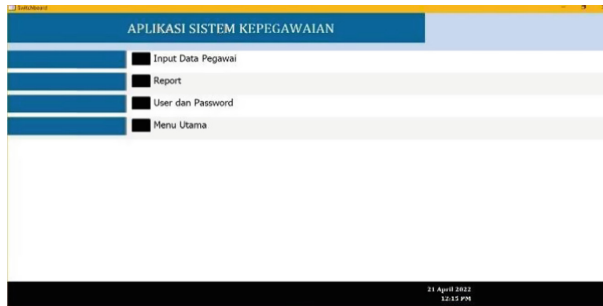 Switchboard
APLIKASI SISTEM KEPEGAWAIAN
Input Data Pegawai
Report
User dan Password
Menu Utama
21 April 2022
12:15 PM